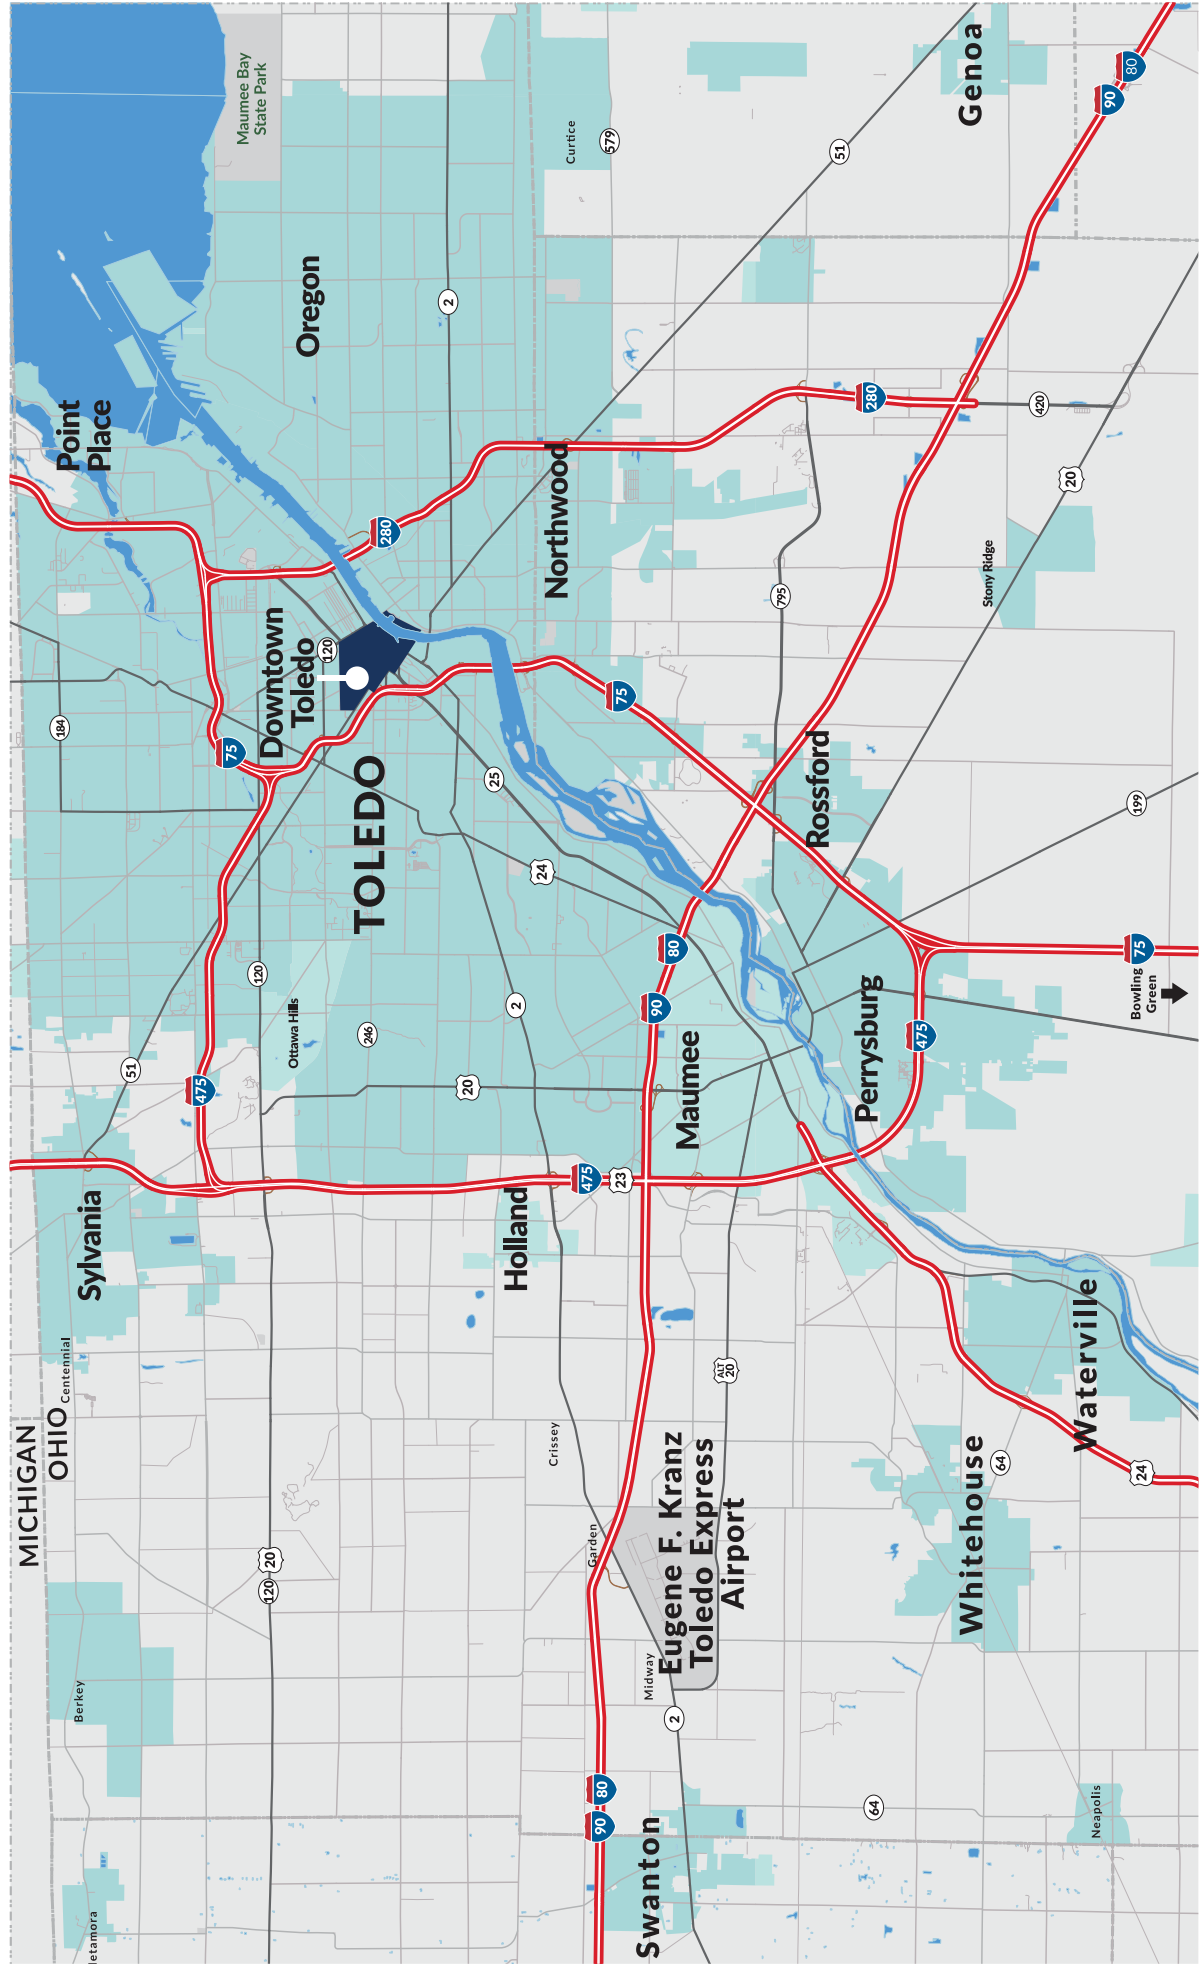 MICHIGAN
OHIO
Metamora
Berkey
Centennial
Sylvania
Point
Place
Maumee Bay
State Park
Oregon
Genoa
Curtice
Downtown
Toledo
TOLEDO
Ottawa Hills
Northwood
Holland
Crissey
Garden
Midway
Swanton
Eugene F. Kranz
Toledo Express
Airport
Maumee
Perrysburg
Rossford
Stony Ridge
Bowling
Green
Whitehouse
Waterville
Neapolis
120
20
51
475
120
246
20
2
475
23
184
75
120
25
24
280
2
579
51
90
80
280
420
20
795
75
199
80
90
475
75
ALT
20
64
24
2
90
80
64